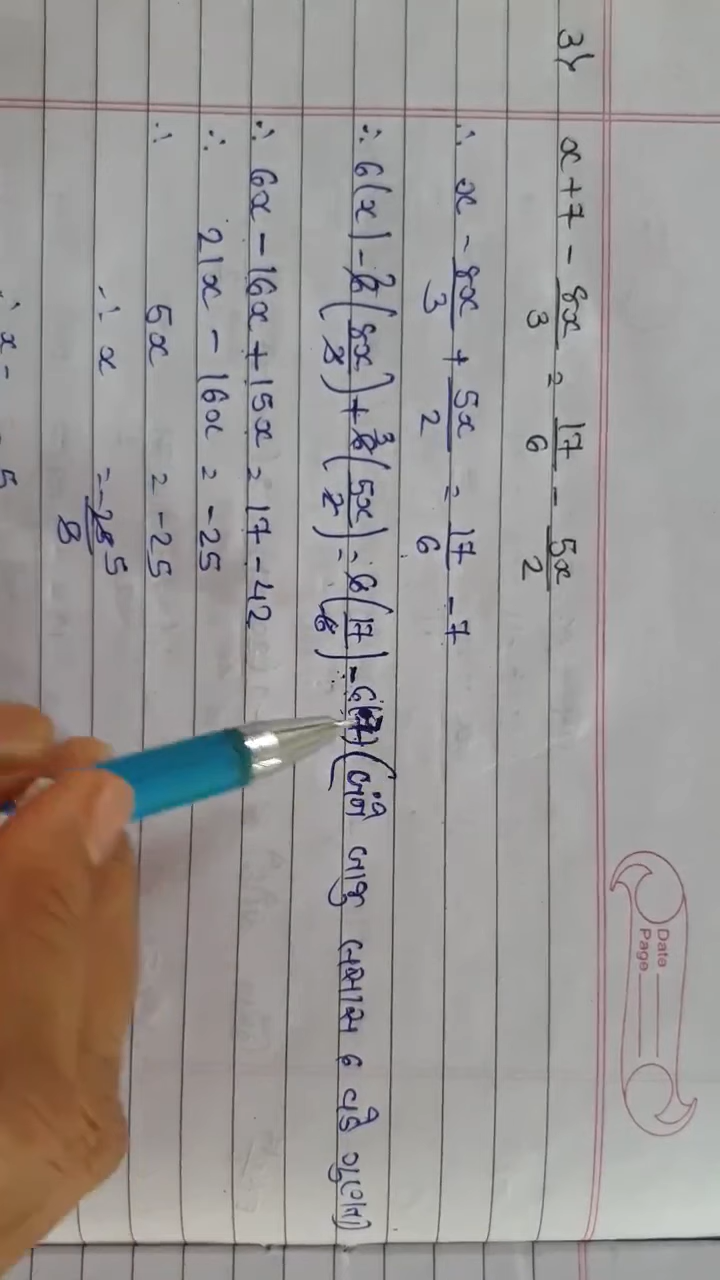 Date
Page
3} x + 7 - 8x/3 = 17/6 - 5x/2
∴ x - 8x/3 + 5x/2 = 17/6 - 7
∴ 6(x) - 6(8x/3) + 6(5x/2) = 6(17/6) - 6(7) (બંને બાજુ લસાઅ 6 વડે ગુણતા)
∴ 6x - 16x + 15x = 17 - 42
∴ 21x - 16x = -25
∴ 5x = -25
∴ x =
∴ x = - 5